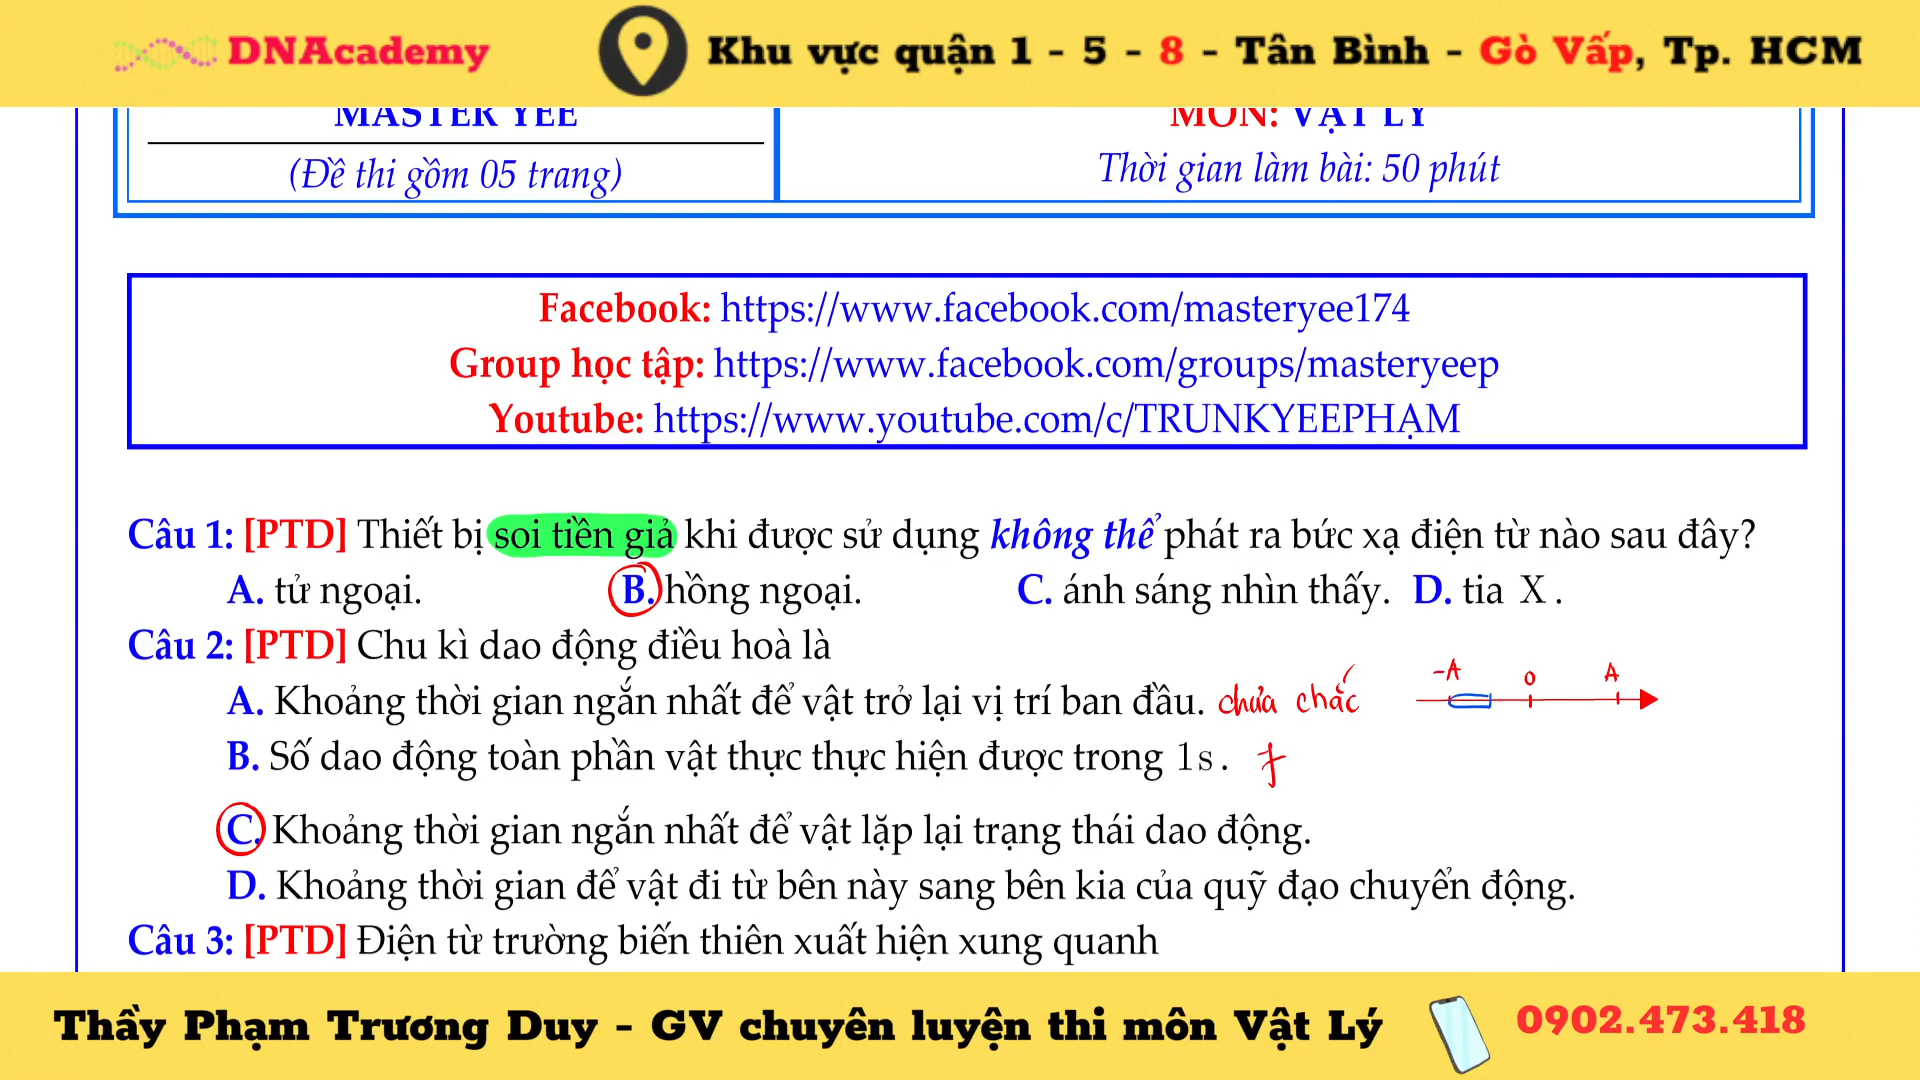 DNAcademy
Khu vực quận 1 - 5 - 8 - Tân Bình - Gò Vấp, Tp. HCM
MASTER YEE
(Đề thi gồm 05 trang)
MÔN: VẬT LÝ
Thời gian làm bài: 50 phút
Facebook: https://www.facebook.com/masteryee174
Group học tập: https://www.facebook.com/groups/masteryeep
Youtube: https://www.youtube.com/c/TRUNKYEEPHẠM
Câu 1: [PTD] Thiết bị soi tiền giả khi được sử dụng không thể phát ra bức xạ điện từ nào sau đây?
A. tử ngoại. B. hồng ngoại. C. ánh sáng nhìn thấy. D. tia X .
Câu 2: [PTD] Chu kì dao động điều hoà là
-A O A
A. Khoảng thời gian ngắn nhất để vật trở lại vị trí ban đầu. chưa chắc
B. Số dao động toàn phần vật thực thực hiện được trong 1s . f
C. Khoảng thời gian ngắn nhất để vật lặp lại trạng thái dao động.
D. Khoảng thời gian để vật đi từ bên này sang bên kia của quỹ đạo chuyển động.
Câu 3: [PTD] Điện từ trường biến thiên xuất hiện xung quanh
Thầy Phạm Trương Duy - GV chuyên luyện thi môn Vật Lý
0902.473.418